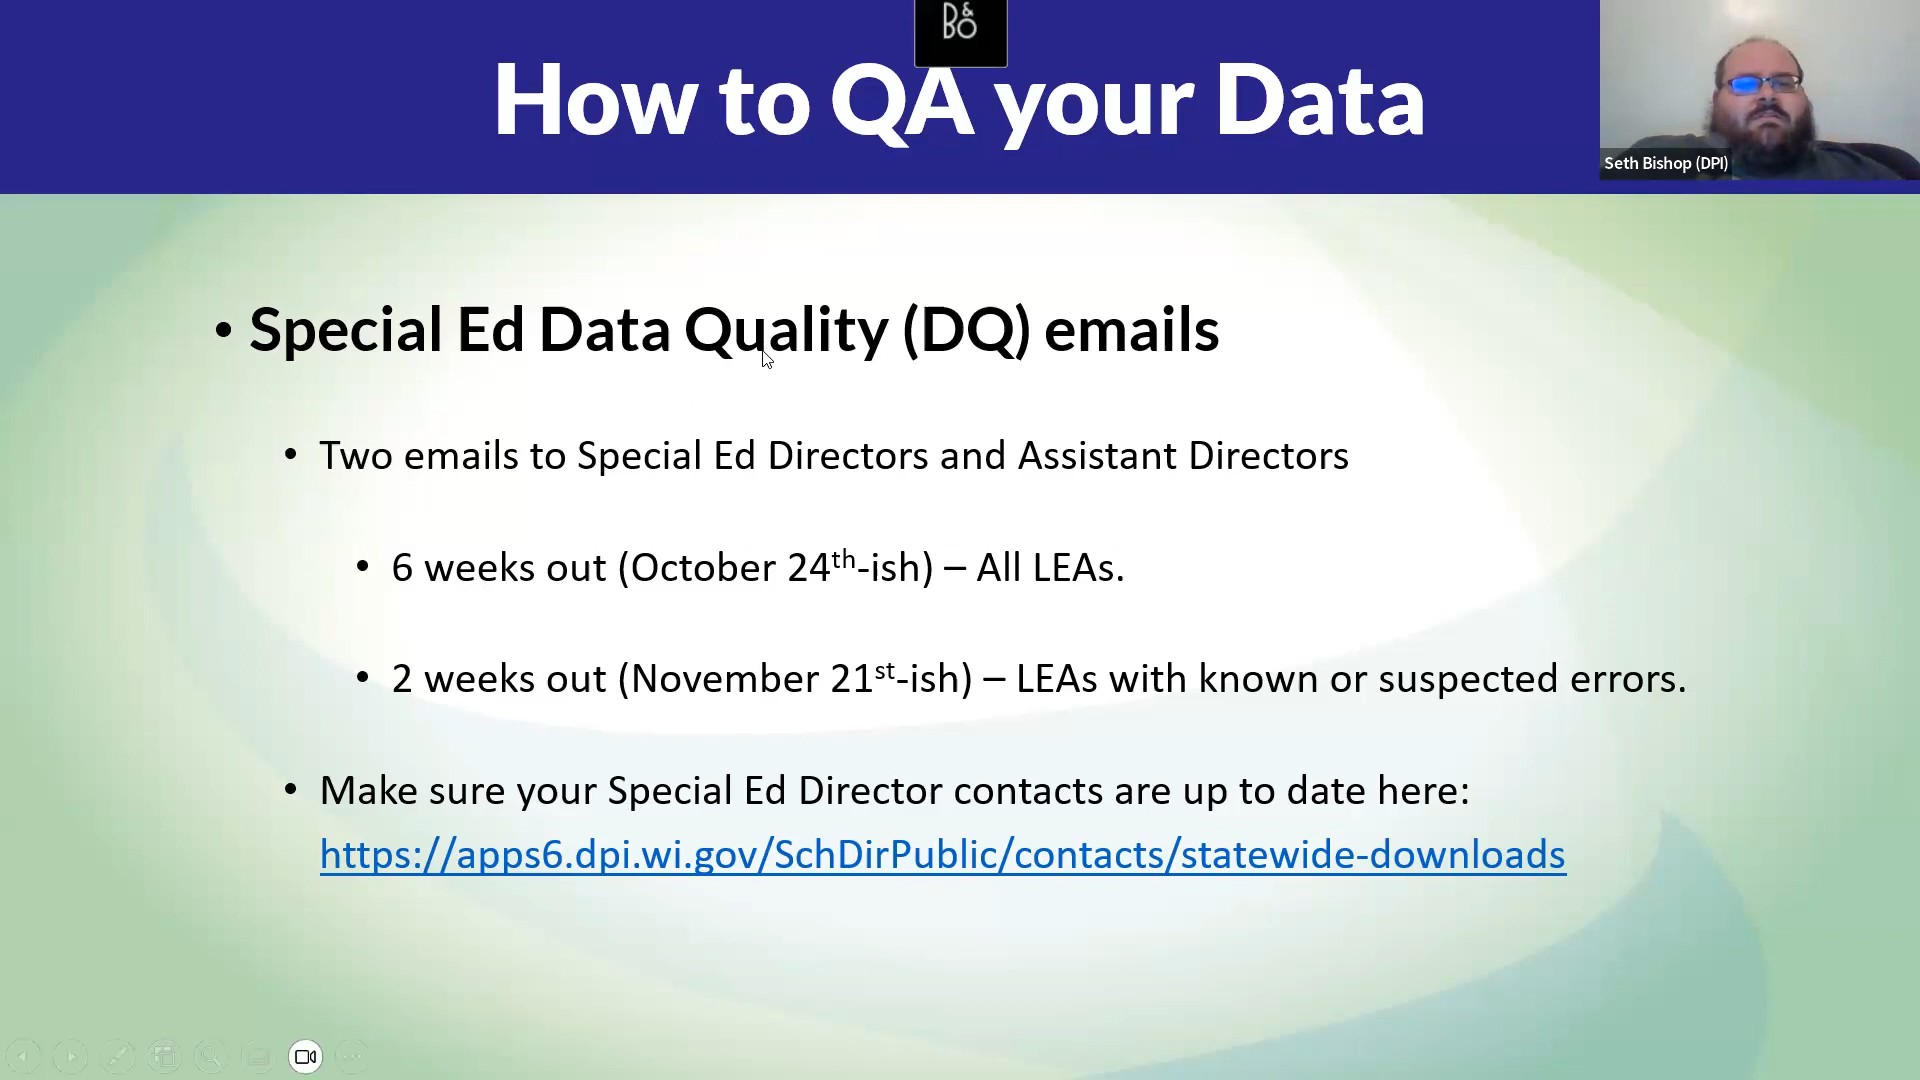 B&O
How to QA your Data
Seth Bishop (DPI)
• Special Ed Data Quality (DQ) emails
• Two emails to Special Ed Directors and Assistant Directors
• 6 weeks out (October 24th-ish) – All LEAs.
• 2 weeks out (November 21st-ish) – LEAs with known or suspected errors.
• Make sure your Special Ed Director contacts are up to date here:
https://apps6.dpi.wi.gov/SchDirPublic/contacts/statewide-downloads